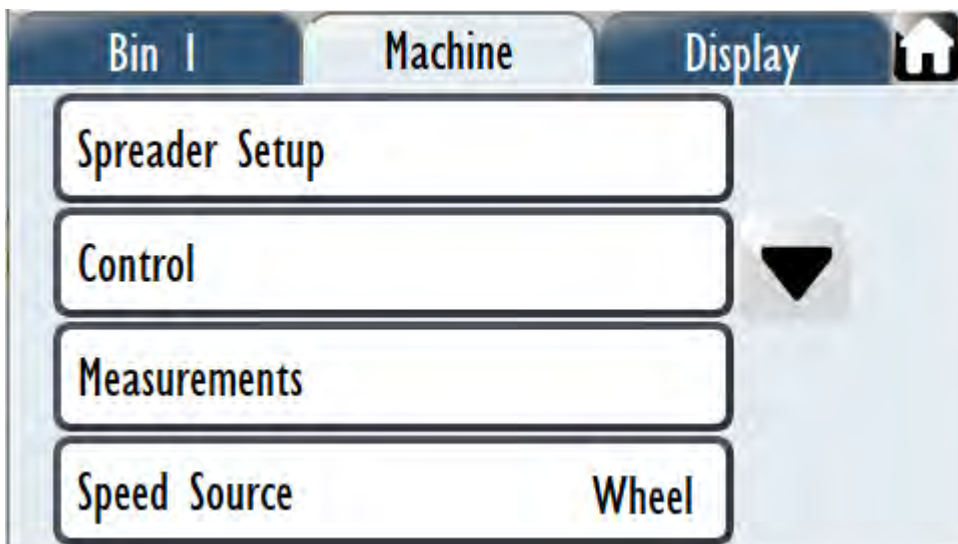 Bin 1 Machine Display
Spreader Setup
Control
Measurements
Speed Source Wheel